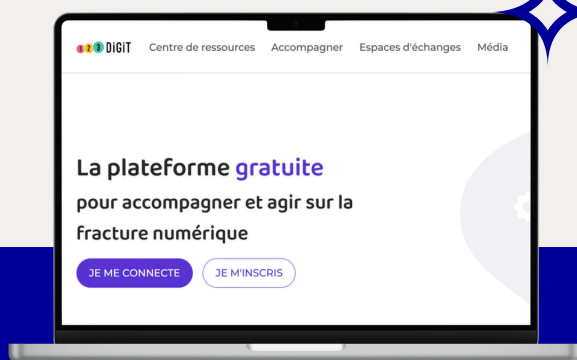 123 DiGiT Centre de ressources Accompagner Espaces d'échanges Média
La plateforme gratuite
pour accompagner et agir sur la
fracture numérique
JE ME CONNECTE JE M'INSCRIS